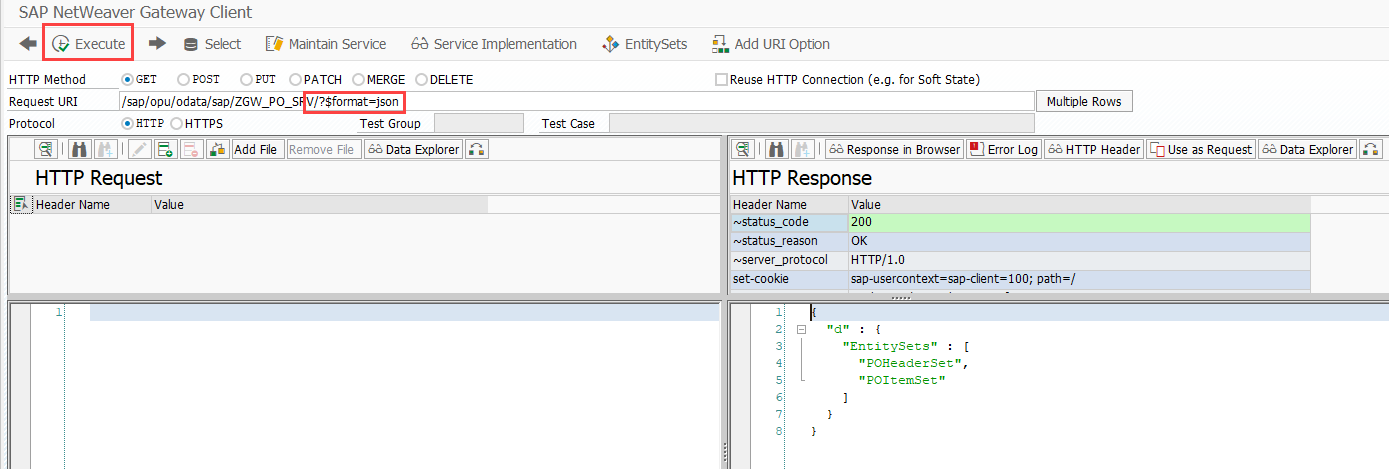 SAP NetWeaver Gateway Client
Execute Select Maintain Service Service Implementation EntitySets Add URI Option
HTTP Method GET POST PUT PATCH MERGE DELETE Reuse HTTP Connection (e.g. for Soft State)
Request URI /sap/opu/odata/sap/ZGW_PO_SRV/?$format=json Multiple Rows
Protocol HTTP HTTPS Test Group Test Case
Add File Remove File Data Explorer Response in Browser Error Log HTTP Header Use as Request Data Explorer
HTTP Request HTTP Response
Header Name Value Header Name Value
~status_code 200
~status_reason OK
~server_protocol HTTP/1.0
set-cookie sap-usercontext=sap-client=100; path=/
1 1 {
2 "d" : {
3 "EntitySets" : [
4 "POHeaderSet",
5 "POItemSet"
6 ]
7 }
8 }